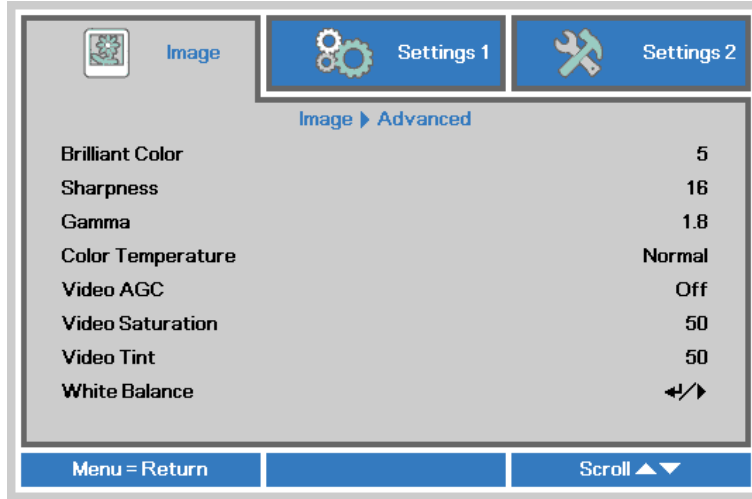 Image Settings 1 Settings 2
Image ▶ Advanced
Brilliant Color 5
Sharpness 16
Gamma 1.8
Color Temperature Normal
Video AGC Off
Video Saturation 50
Video Tint 50
White Balance ↵/▶
Menu = Return Scroll ▲▼